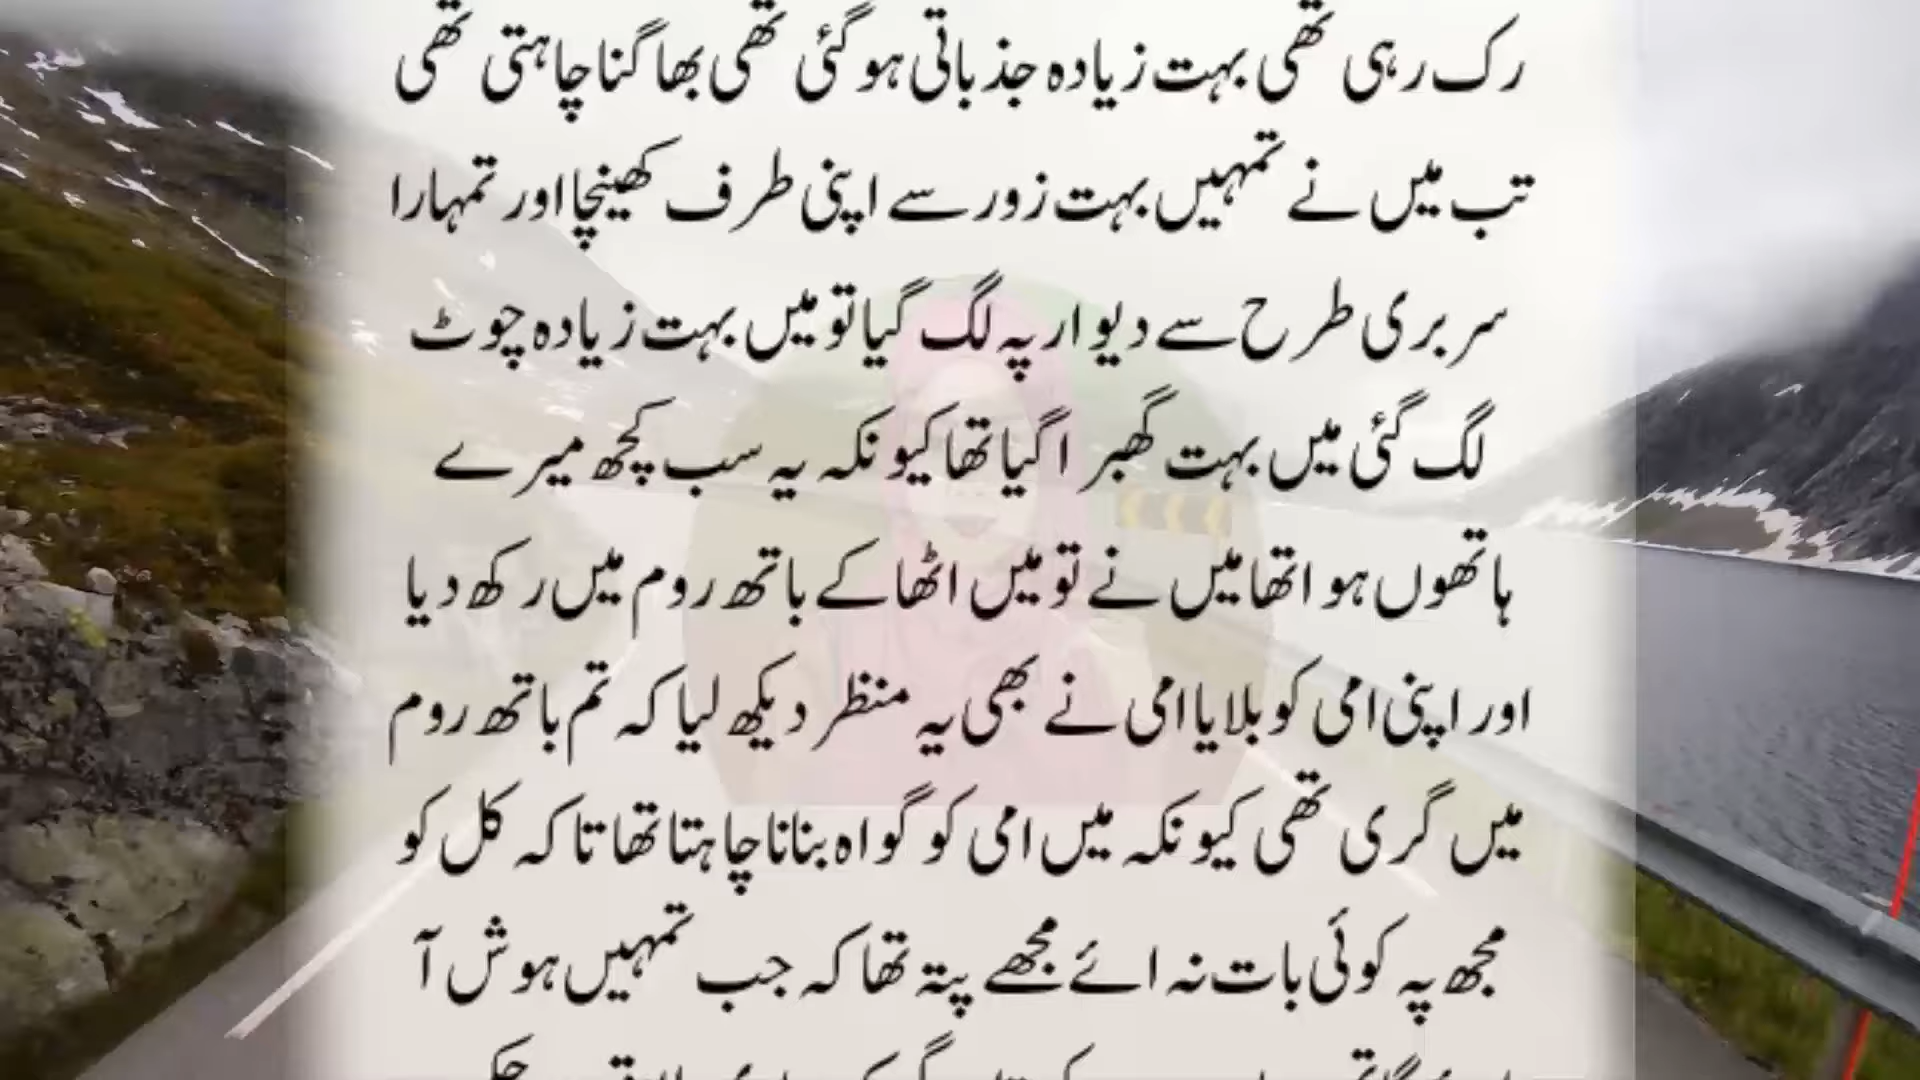 رک رہی تھی بہت زیادہ جذباتی ہو گئی تھی بھاگنا چاہتی تھی
تب میں نے تمہیں بہت زور سے اپنی طرف کھینچا اور تمہارا
سر بری طرح سے دیوار پہ لگ گیا تو میں بہت زیادہ چوٹ
لگ گئی میں بہت گھبرا گیا تھا کیونکہ یہ سب کچھ میرے
ہاتھوں ہوا تھا میں نے تو میں اٹھا کے باتھ روم میں رکھ دیا
اور اپنی امی کو بلایا امی نے بھی یہ منظر دیکھ لیا کہ تم باتھ روم
میں گری تھی کیونکہ میں امی کو گواہ بنانا چاہتا تھا تاکہ کل کو
مجھ پہ کوئی بات نہ ائے مجھے پتہ تھا کہ جب تمہیں ہوش آ